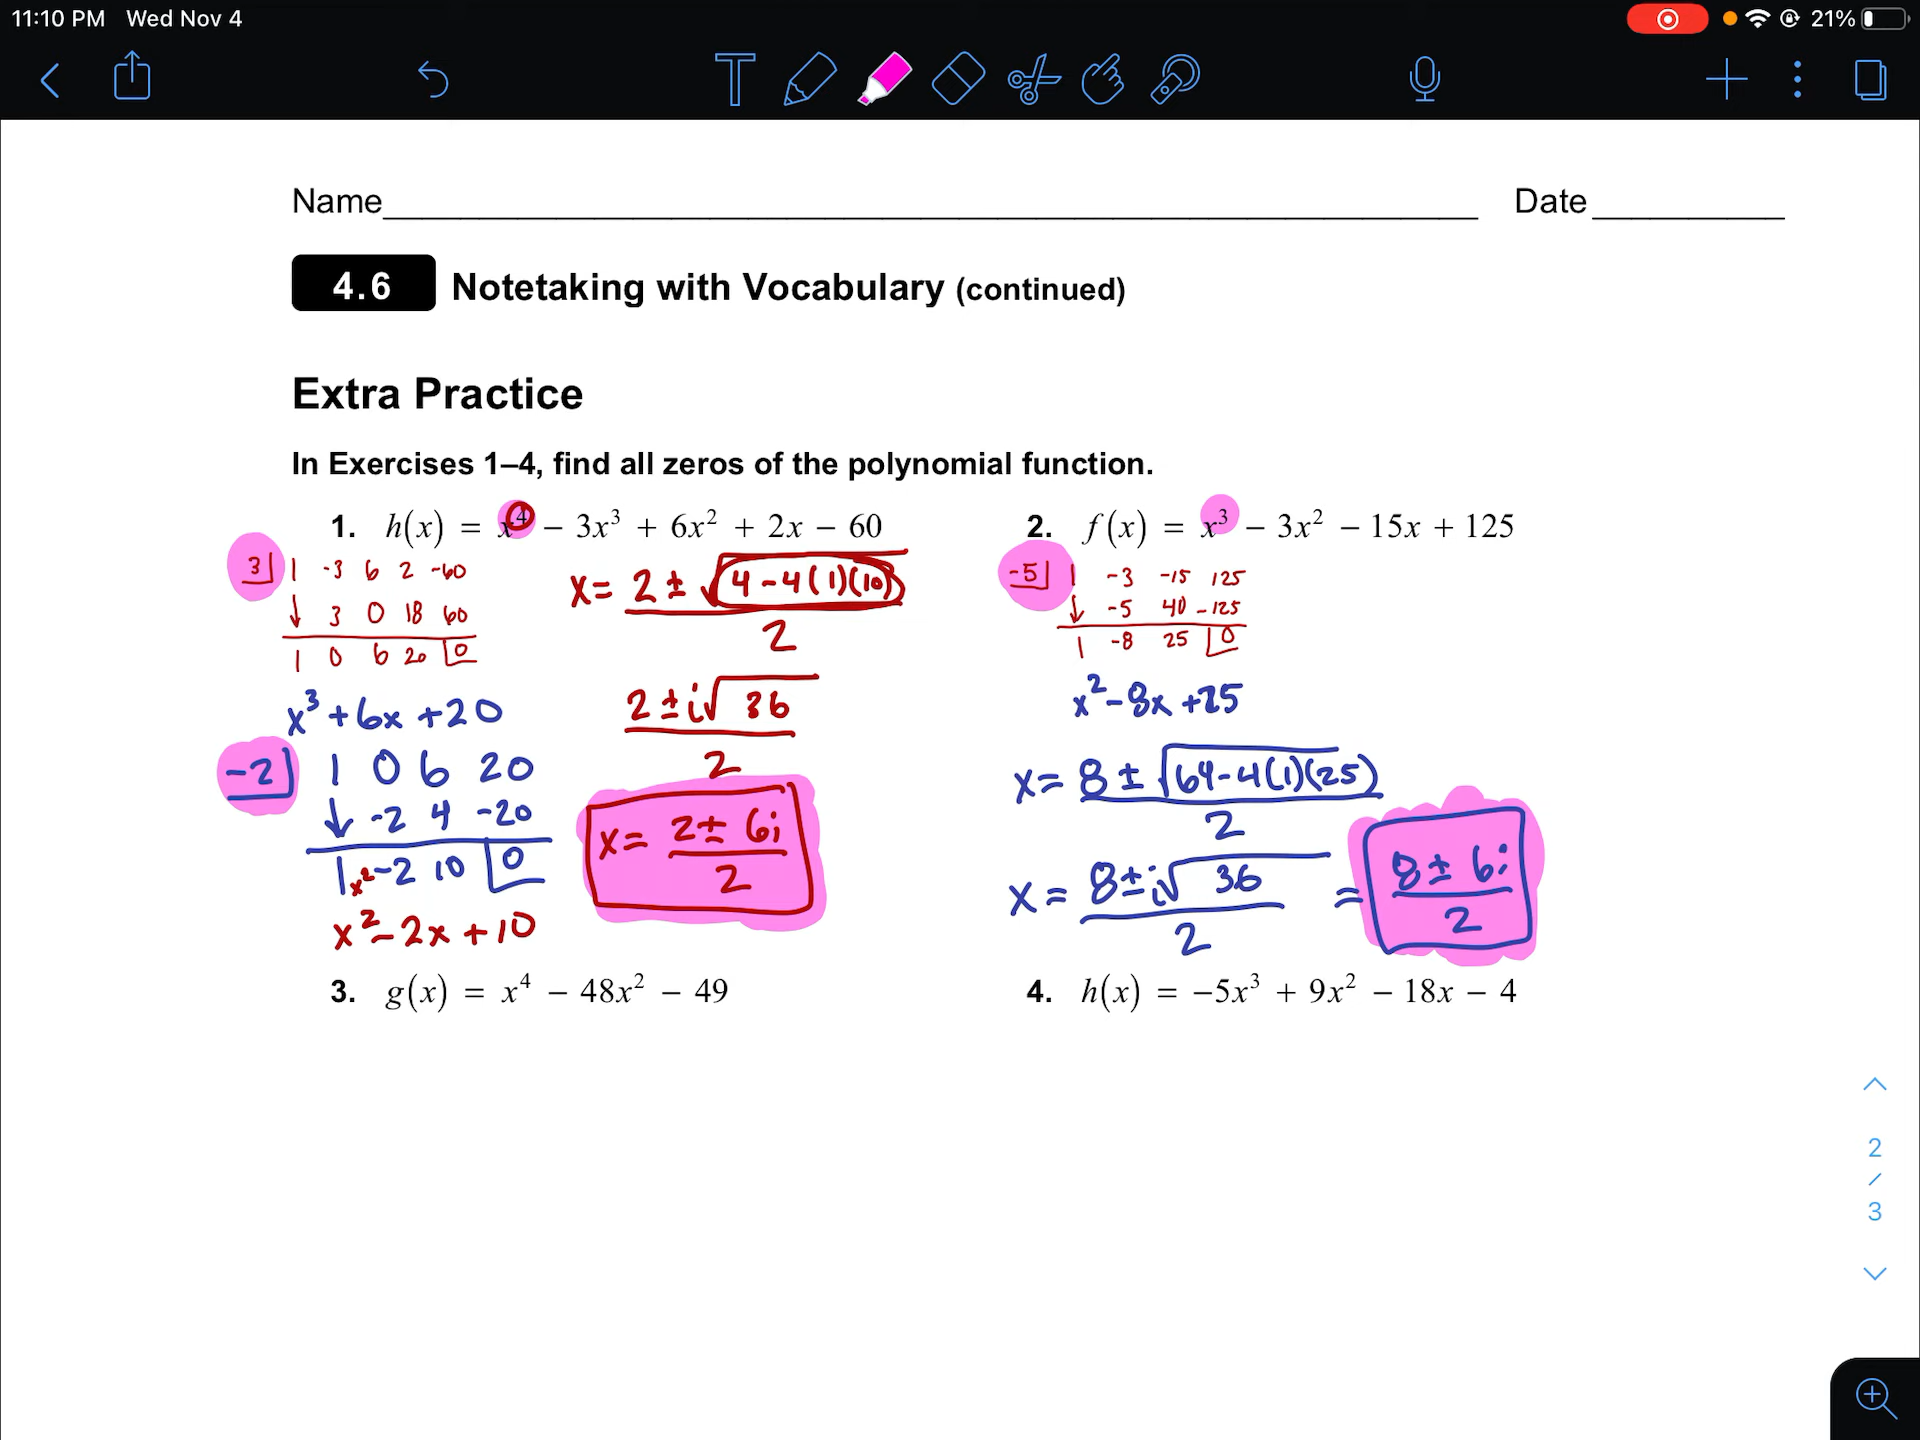 11:10 PM Wed Nov 4
21%
Name Date
4.6 Notetaking with Vocabulary (continued)
Extra Practice
In Exercises 1–4, find all zeros of the polynomial function.
1. h(x) = x⁴ − 3x³ + 6x² + 2x − 60
3 1 -3 6 2 -60
3 0 18 60
1 0 6 20 0
x³ + 6x + 20
-2 1 0 6 20
-2 4 -20
1x² -2 10 0
x² - 2x + 10
x = 2 ± √(4 - 4(1)(10))
2
2 ± i√36
2
x = 2 ± 6i
2
2. f(x) = x³ − 3x² − 15x + 125
-5 1 -3 -15 125
-5 40 -125
1 -8 25 0
x² - 8x + 25
x = 8 ± √(64 - 4(1)(25))
2
x = 8 ± i√36 = 8 ± 6i
2 2
3. g(x) = x⁴ − 48x² − 49
4. h(x) = −5x³ + 9x² − 18x − 4
2
/
3